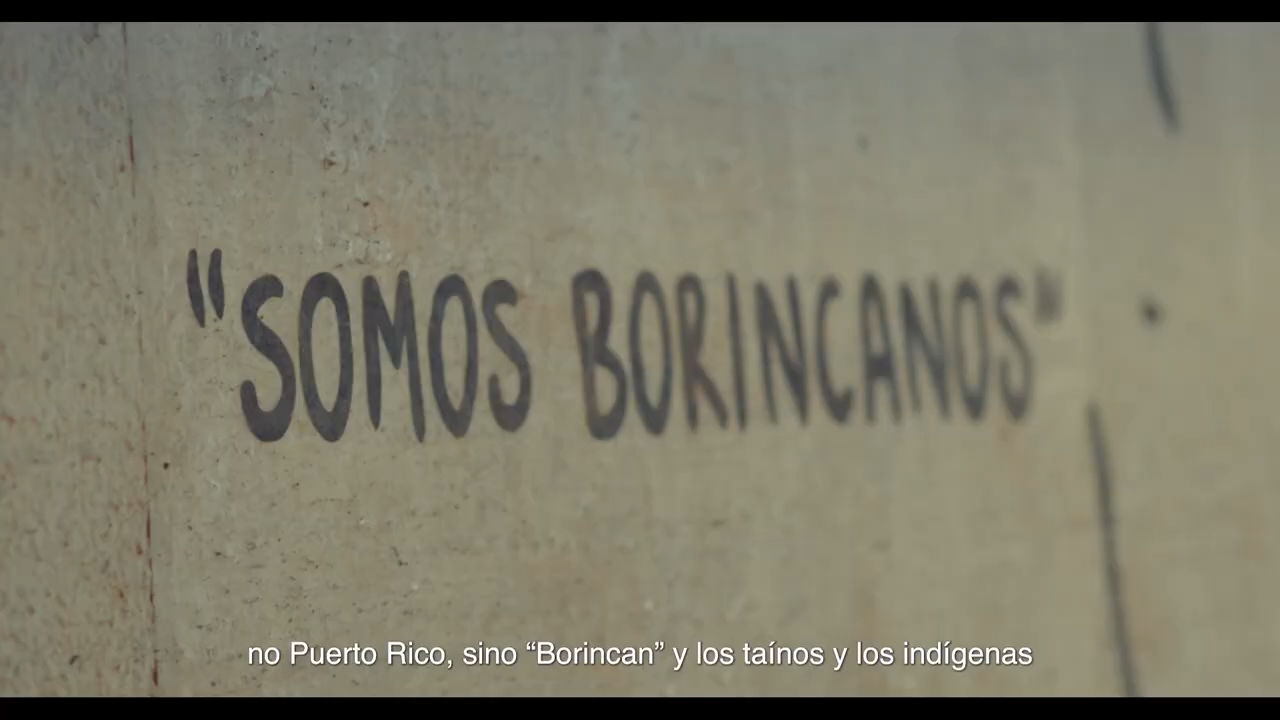 "SOMOS BORINCANOS"
no Puerto Rico, sino “Borincan” y los taínos y los indígenas